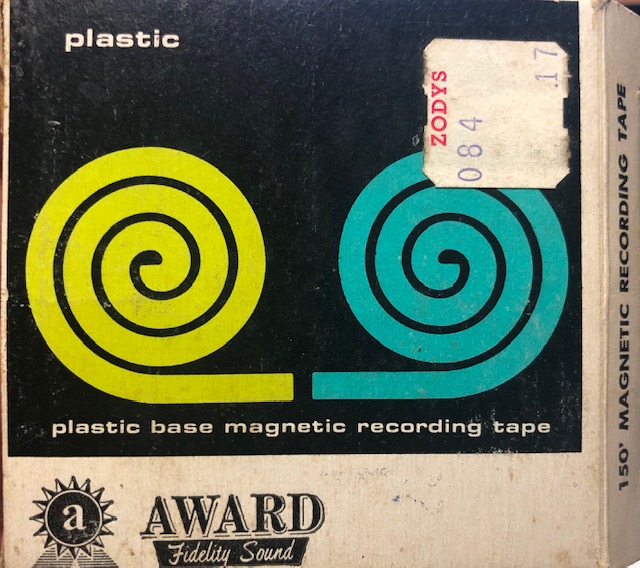 plastic
ZODYS
084
.17
plastic base magnetic recording tape
150' MAGNETIC RECORDING TAPE
a
AWARD
Fidelity Sound